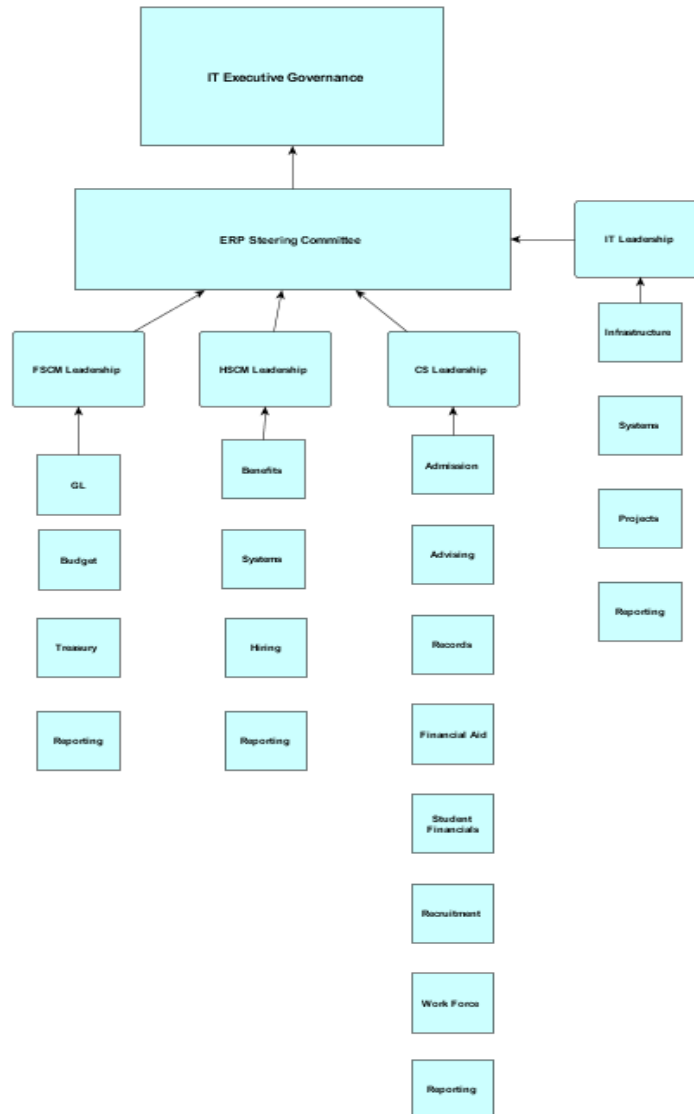 IT Executive Governance
ERP Steering Committee
IT Leadership
FSCM Leadership
HSCM Leadership
CS Leadership
Infrastructure
Systems
Projects
Reporting
GL
Budget
Treasury
Reporting
Benefits
Systems
Hiring
Reporting
Admission
Advising
Records
Financial Aid
Student
Financials
Recruitment
Work Force
Reporting